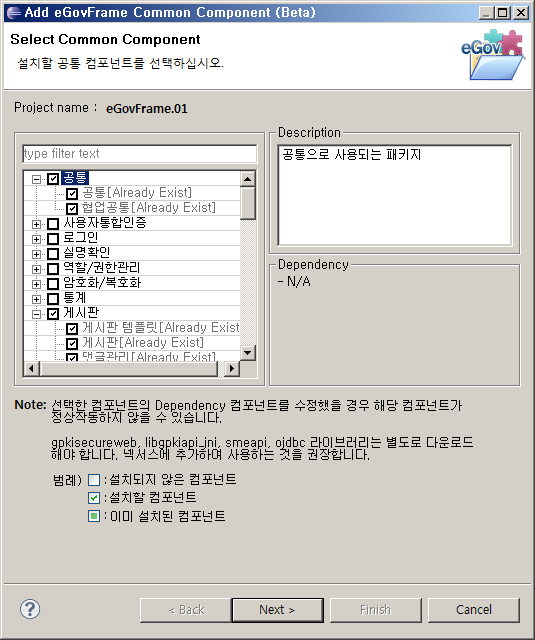 Add eGovFrame Common Component (Beta)
Select Common Component
설치할 공통 컴포넌트를 선택하십시오.
eGov
Project name : eGovFrame.01
type filter text
공통
공통[Already Exist]
협업공통[Already Exist]
사용자통합인증
로그인
실명확인
역할/권한관리
암호화/복호화
통계
게시판
게시판 템플릿[Already Exist
게시판[Already Exist]
댓글관리[Already Exist]
Description
공통으로 사용되는 패키지
Dependency
- N/A
Note: 선택한 컴포넌트의 Dependency 컴포넌트를 수정했을 경우 해당 컴포넌트가
정상작동하지 않을 수 있습니다.
gpkisecureweb, libgpkiapi_jni, smeapi, ojdbc 라이브러리는 별도로 다운로드
해야 합니다. 넥서스에 추가하여 사용하는 것을 권장합니다.
범례) : 설치되지 않은 컴포넌트
: 설치할 컴포넌트
: 이미 설치된 컴포넌트
?
< Back
Next >
Finish
Cancel